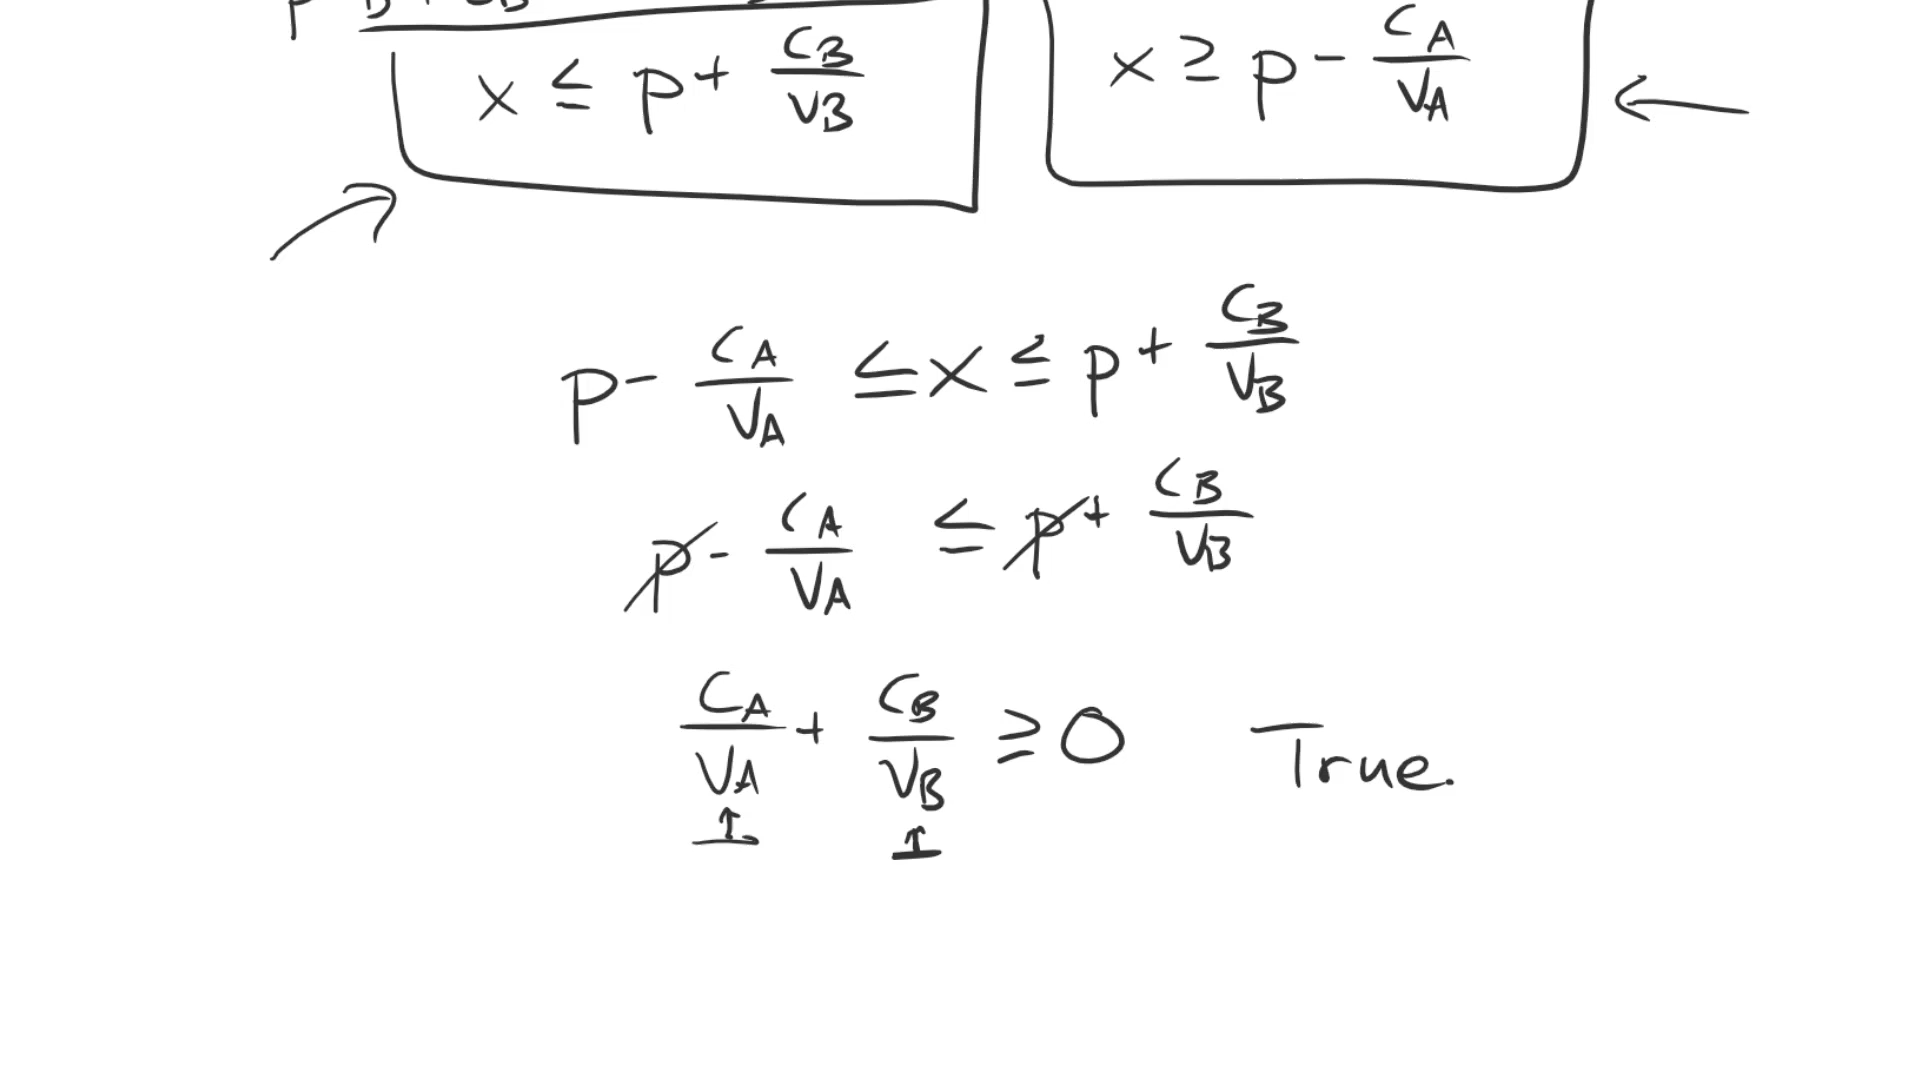 x ≤ p + C_B/V_B
x ≥ p - C_A/V_A
p - C_A/V_A ≤ x ≤ p + C_B/V_B
p - C_A/V_A ≤ p + C_B/V_B
C_A/V_A + C_B/V_B ≥ 0 True.